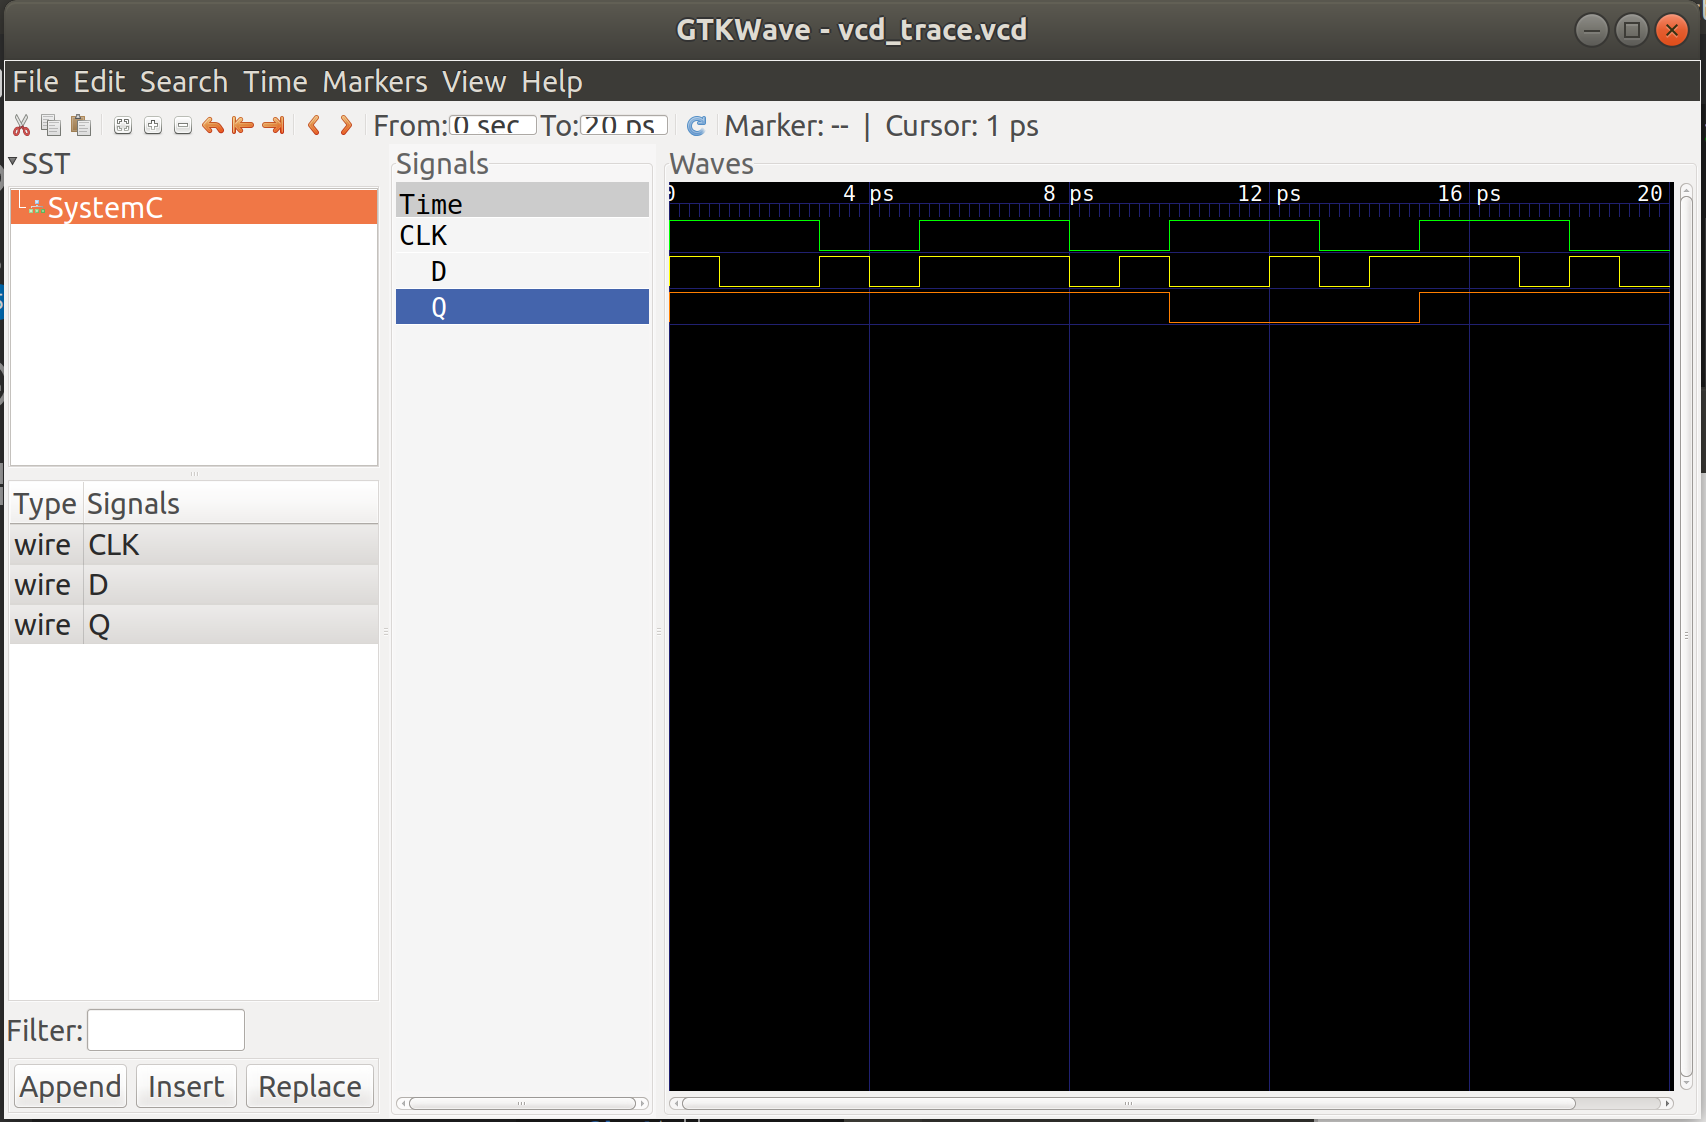 GTKWave - vcd_trace.vcd
File Edit Search Time Markers View Help
From: 0 sec To: 20 ps Marker: -- | Cursor: 1 ps
SST
SystemC
Type Signals
wire CLK
wire D
wire Q
Filter:
Append Insert Replace
Signals
Time
CLK
D
Q
Waves
0 4 ps 8 ps 12 ps 16 ps 20